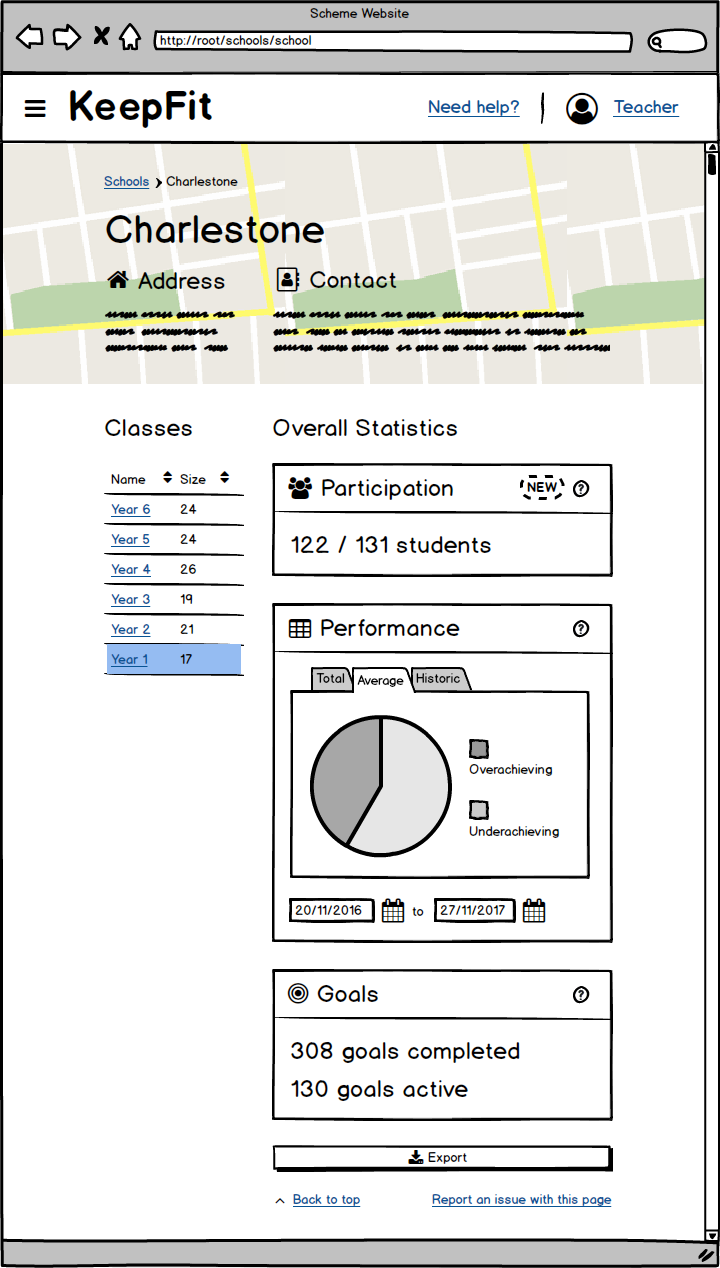 Scheme Website
http://root/schools/school
KeepFit
Need help?
Teacher
Schools Charlestone
Charlestone
Address
Contact
Classes
Name Size
Year 6 24
Year 5 24
Year 4 26
Year 3 19
Year 2 21
Year 1 17
Overall Statistics
Participation NEW ?
122 / 131 students
Performance ?
Total Average Historic
Overachieving
Underachieving
20/11/2016 to 27/11/2017
Goals ?
308 goals completed
130 goals active
Export
Back to top Report an issue with this page